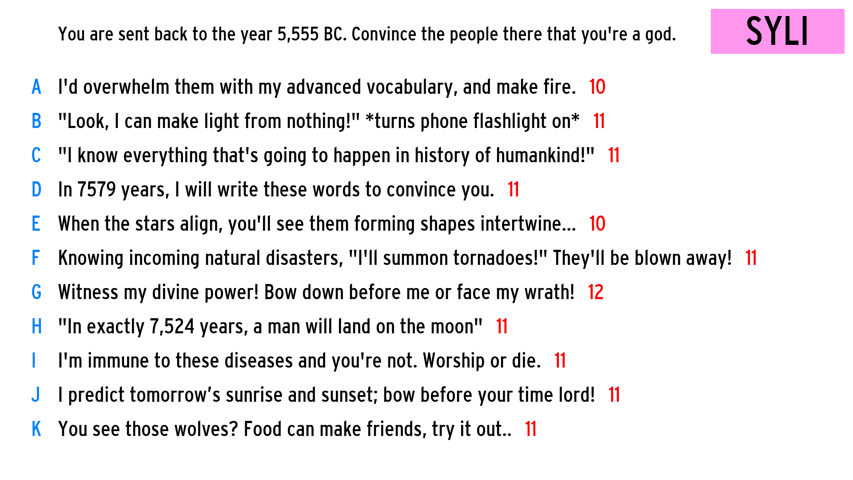 You are sent back to the year 5,555 BC. Convince the people there that you're a god.
SYLI
A I'd overwhelm them with my advanced vocabulary, and make fire. 10
B "Look, I can make light from nothing!" *turns phone flashlight on* 11
C "I know everything that's going to happen in history of humankind!" 11
D In 7579 years, I will write these words to convince you. 11
E When the stars align, you'll see them forming shapes intertwine... 10
F Knowing incoming natural disasters, "I'll summon tornadoes!" They'll be blown away! 11
G Witness my divine power! Bow down before me or face my wrath! 12
H "In exactly 7,524 years, a man will land on the moon" 11
I I'm immune to these diseases and you're not. Worship or die. 11
J I predict tomorrow’s sunrise and sunset; bow before your time lord! 11
K You see those wolves? Food can make friends, try it out.. 11